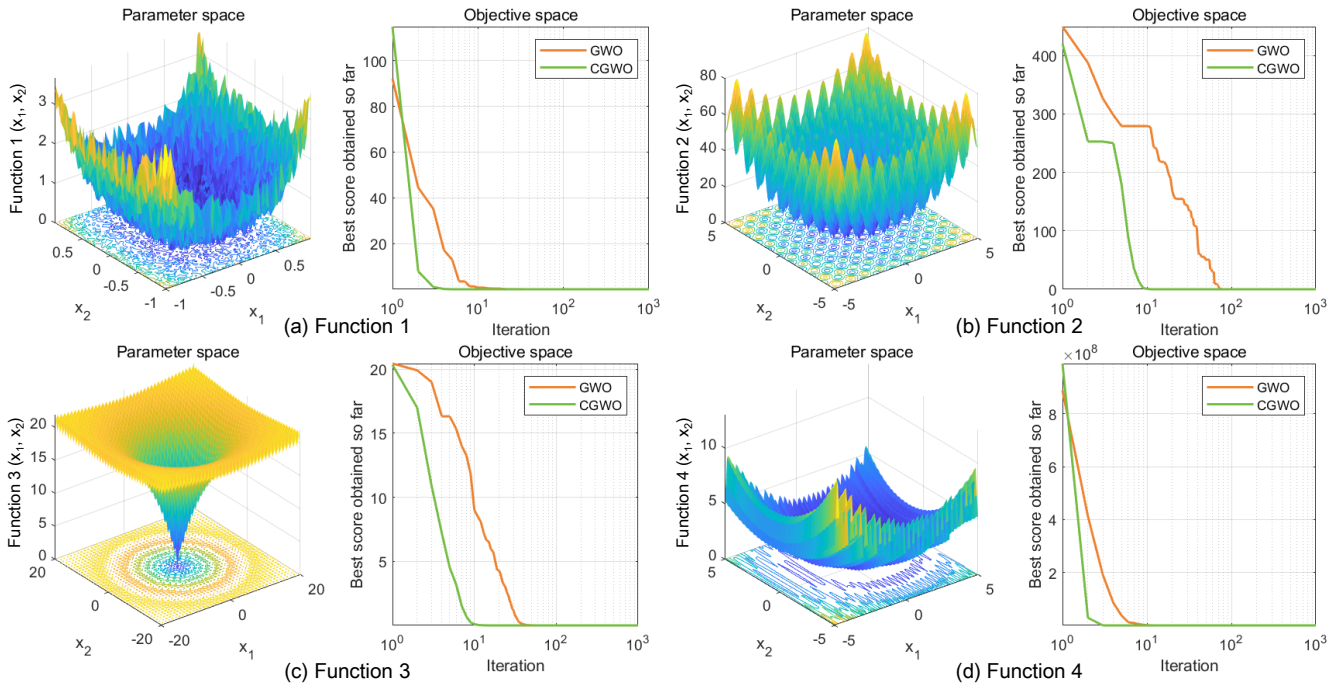 Parameter space
Function 1 (x1, x2)
3
2
1
0
0.5
0
-0.5
-1
x2
-1
-0.5
0
0.5
x1
Objective space
Best score obtained so far
100
80
60
40
20
GWO
CGWO
10^0
10^1
10^2
10^3
Iteration
(a) Function 1
Parameter space
Function 2 (x1, x2)
80
60
40
20
0
5
0
-5
x2
-5
0
5
x1
Objective space
Best score obtained so far
400
300
200
100
0
GWO
CGWO
10^0
10^1
10^2
10^3
Iteration
(b) Function 2
Parameter space
Function 3 (x1, x2)
20
15
10
5
0
20
0
-20
x2
-20
0
20
x1
Objective space
Best score obtained so far
20
15
10
5
GWO
CGWO
10^0
10^1
10^2
10^3
Iteration
(c) Function 3
Parameter space
Function 4 (x1, x2)
10
5
0
5
0
-5
x2
-5
0
5
x1
×10^8
Objective space
Best score obtained so far
8
6
4
2
GWO
CGWO
10^0
10^1
10^2
10^3
Iteration
(d) Function 4